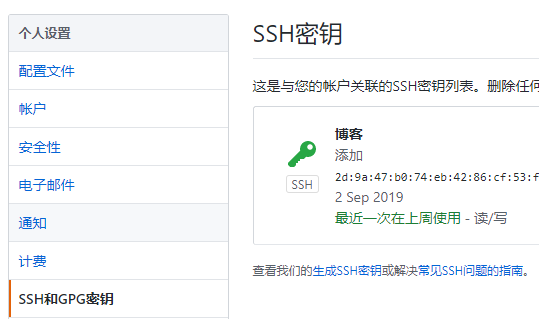 个人设置
配置文件
帐户
安全性
电子邮件
通知
计费
SSH和GPG密钥
SSH密钥
这是与您的帐户关联的SSH密钥列表。删除任何
博客
添加
2d:9a:47:b0:74:eb:42:86:cf:53:f
SSH
2 Sep 2019
最近一次在上周使用 - 读/写
查看我们的生成SSH密钥或解决常见SSH问题的指南。